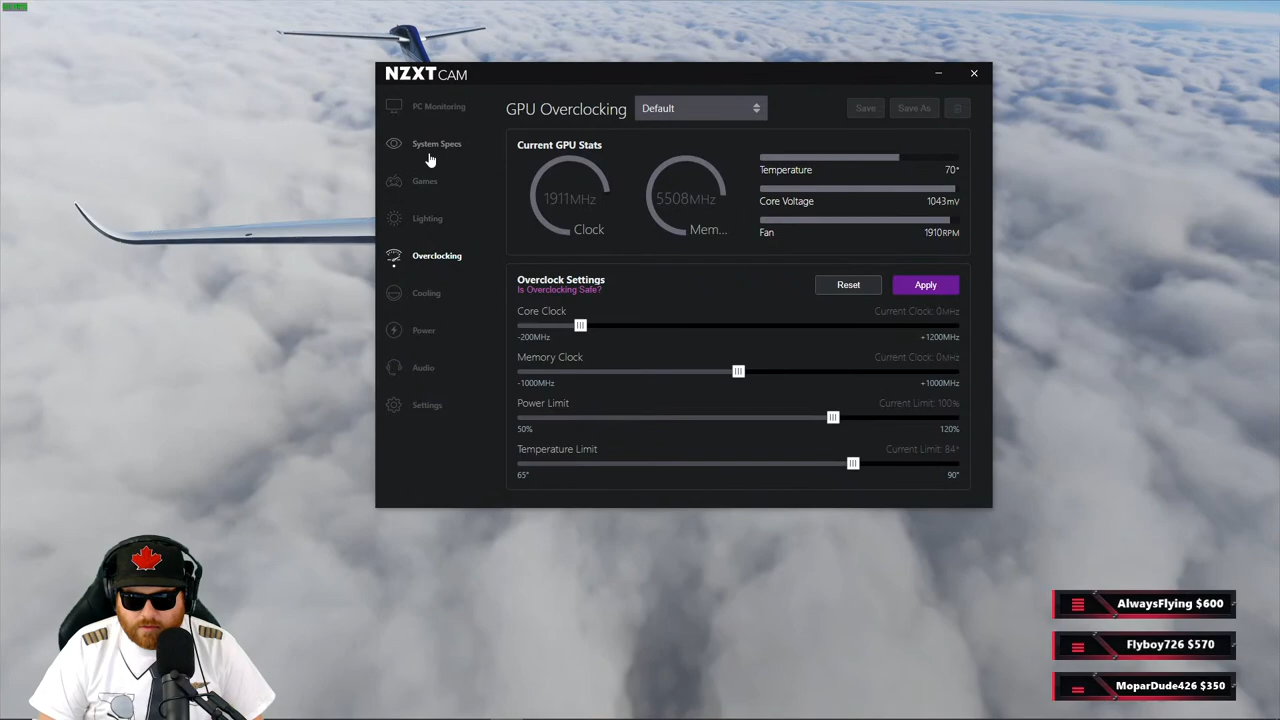 NZXT CAM
PC Monitoring
System Specs
Games
Lighting
Overclocking
Cooling
Power
Audio
Settings
GPU Overclocking
Default
Save
Save As
Current GPU Stats
1911MHz
Clock
5508MHz
Mem...
Temperature 70°
Core Voltage 1043mV
Fan 1910RPM
Overclock Settings
Is Overclocking Safe?
Reset
Apply
Core Clock Current Clock: 0MHz
-200MHz +1200MHz
Memory Clock Current Clock: 0MHz
-1000MHz +1000MHz
Power Limit Current Limit: 100%
50% 120%
Temperature Limit Current Limit: 84°
65° 90°
AlwaysFlying $600
Flyboy726 $570
MoparDude426 $350